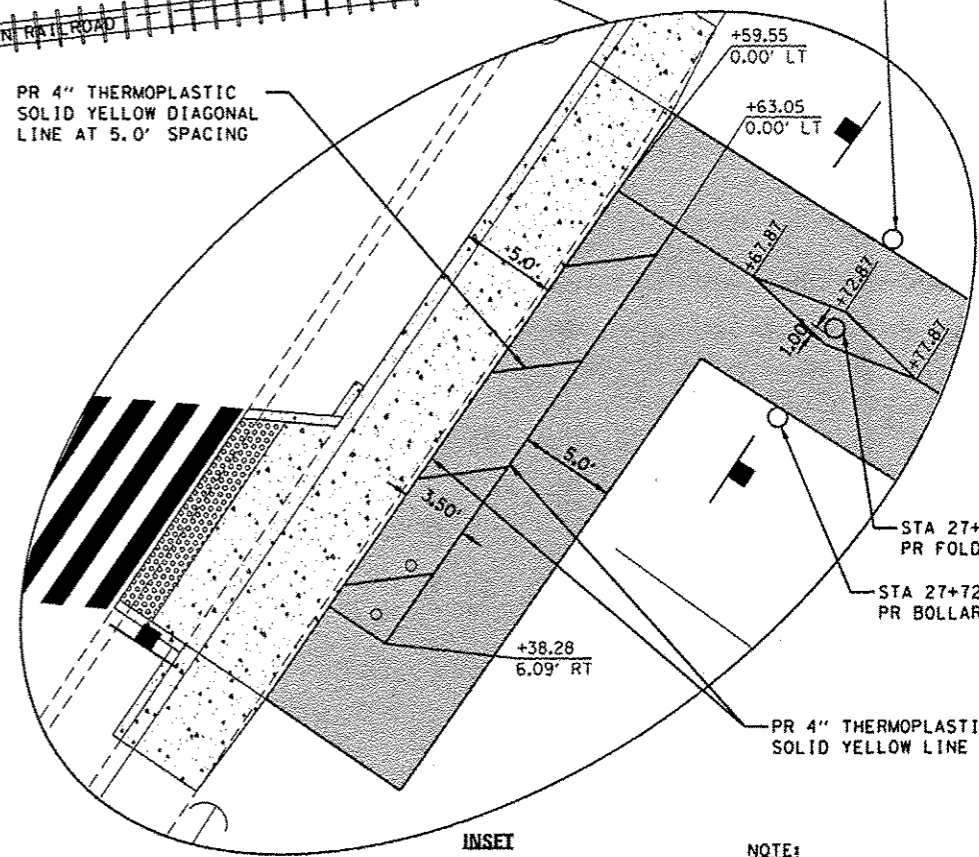 N RAILROAD
PR 4" THERMOPLASTIC
SOLID YELLOW DIAGONAL
LINE AT 5.0' SPACING
+59.55
0.00' LT
+63.05
0.00' LT
5.0'
+67.87
+72.87
1.00'
+77.87
5.0'
3.50'
STA 27+
PR FOLD
STA 27+72
PR BOLLAR
+38.28
6.09' RT
PR 4" THERMOPLASTI
SOLID YELLOW LINE
INSET
NOTE: